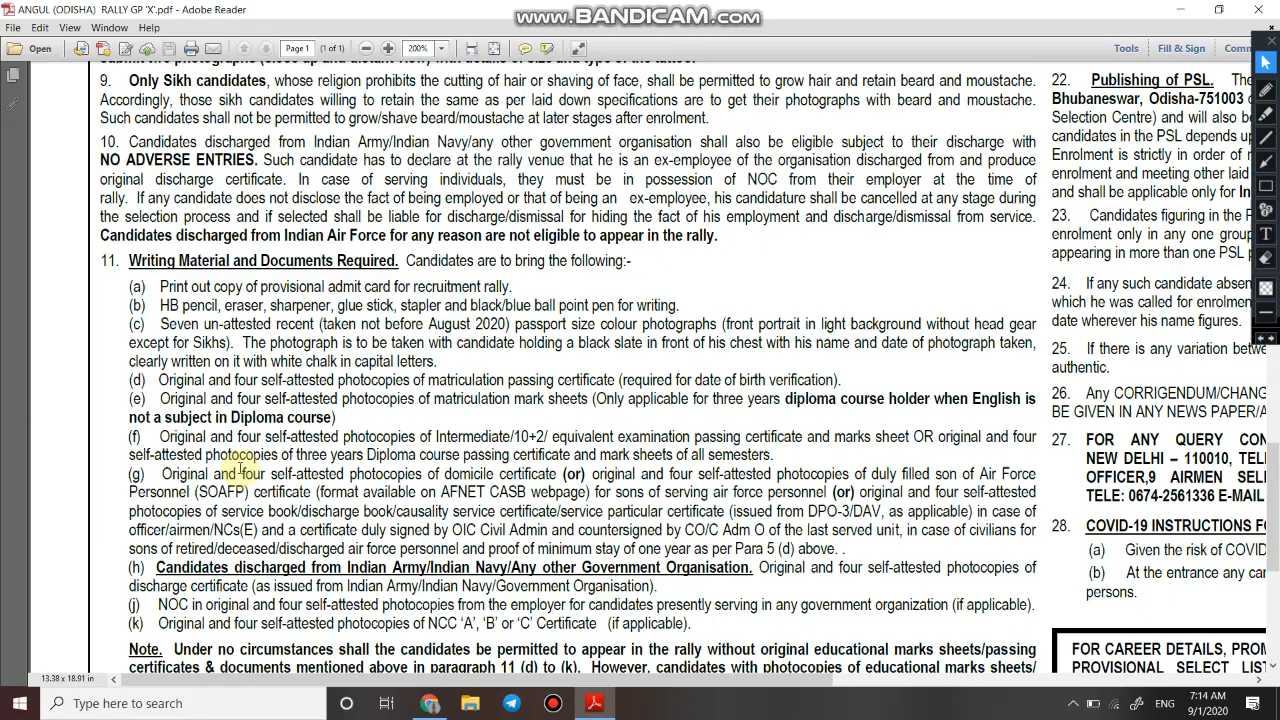 ANGUL (ODISHA) RALLY GP 'X'.pdf - Adobe Reader
www.BANDICAM.com
File Edit View Window Help
Open
Page 1 (1 of 1) 200%
Tools Fill & Sign Comm
9. Only Sikh candidates, whose religion prohibits the cutting of hair or shaving of face, shall be permitted to grow hair and retain beard and moustache.
Accordingly, those sikh candidates willing to retain the same as per laid down specifications are to get their photographs with beard and moustache.
Such candidates shall not be permitted to grow/shave beard/moustache at later stages after enrolment.
10. Candidates discharged from Indian Army/Indian Navy/any other government organisation shall also be eligible subject to their discharge with
NO ADVERSE ENTRIES. Such candidate has to declare at the rally venue that he is an ex-employee of the organisation discharged from and produce
original discharge certificate. In case of serving individuals, they must be in possession of NOC from their employer at the time of
rally. If any candidate does not disclose the fact of being employed or that of being an ex-employee, his candidature shall be cancelled at any stage during
the selection process and if selected shall be liable for discharge/dismissal for hiding the fact of his employment and discharge/dismissal from service.
Candidates discharged from Indian Air Force for any reason are not eligible to appear in the rally.
11. Writing Material and Documents Required. Candidates are to bring the following:-
(a) Print out copy of provisional admit card for recruitment rally.
(b) HB pencil, eraser, sharpener, glue stick, stapler and black/blue ball point pen for writing.
(c) Seven un-attested recent (taken not before August 2020) passport size colour photographs (front portrait in light background without head gear
except for Sikhs). The photograph is to be taken with candidate holding a black slate in front of his chest with his name and date of photograph taken,
clearly written on it with white chalk in capital letters.
(d) Original and four self-attested photocopies of matriculation passing certificate (required for date of birth verification).
(e) Original and four self-attested photocopies of matriculation mark sheets (Only applicable for three years diploma course holder when English is
not a subject in Diploma course)
(f) Original and four self-attested photocopies of Intermediate/10+2/ equivalent examination passing certificate and marks sheet OR original and four
self-attested photocopies of three years Diploma course passing certificate and mark sheets of all semesters.
(g) Original and four self-attested photocopies of domicile certificate (or) original and four self-attested photocopies of duly filled son of Air Force
Personnel (SOAFP) certificate (format available on AFNET CASB webpage) for sons of serving air force personnel (or) original and four self-attested
photocopies of service book/discharge book/causality service certificate/service particular certificate (issued from DPO-3/DAV, as applicable) in case of
officer/airmen/NCs(E) and a certificate duly signed by OIC Civil Admin and countersigned by CO/C Adm O of the last served unit, in case of civilians for
sons of retired/deceased/discharged air force personnel and proof of minimum stay of one year as per Para 5 (d) above. .
(h) Candidates discharged from Indian Army/Indian Navy/Any other Government Organisation. Original and four self-attested photocopies of
discharge certificate (as issued from Indian Army/Indian Navy/Government Organisation).
(j) NOC in original and four self-attested photocopies from the employer for candidates presently serving in any government organization (if applicable).
(k) Original and four self-attested photocopies of NCC 'A', 'B' or 'C' Certificate (if applicable).
Note. Under no circumstances shall the candidates be permitted to appear in the rally without original educational marks sheets/passing
certificates & documents mentioned above in paragraph 11 (d) to (k). However, candidates with photocopies of educational marks sheets/
22. Publishing of PSL. The
Bhubaneswar, Odisha-751003
Selection Centre) and will also be
candidates in the PSL depends up
Enrolment is strictly in order of
enrolment and meeting other laid
and shall be applicable only for In
23. Candidates figuring in the P
enrolment only in any one group
appearing in more than one PSL
24. If any such candidate absen
which he was called for enrolmen
date wherever his name figures.
25. If there is any variation betwe
authentic.
26. Any CORRIGENDUM/CHANG
BE GIVEN IN ANY NEWS PAPER/A
27. FOR ANY QUERY CON
NEW DELHI – 110010, TEL
OFFICER,9 AIRMEN SEL
TELE: 0674-2561336 E-MAIL
28. COVID-19 INSTRUCTIONS FO
(a) Given the risk of COVID
(b) At the entrance any can
persons.
FOR CAREER DETAILS, PROM
PROVISIONAL SELECT LIST
13.38 x 18.91 in
Type here to search
ENG
7:14 AM
9/1/2020